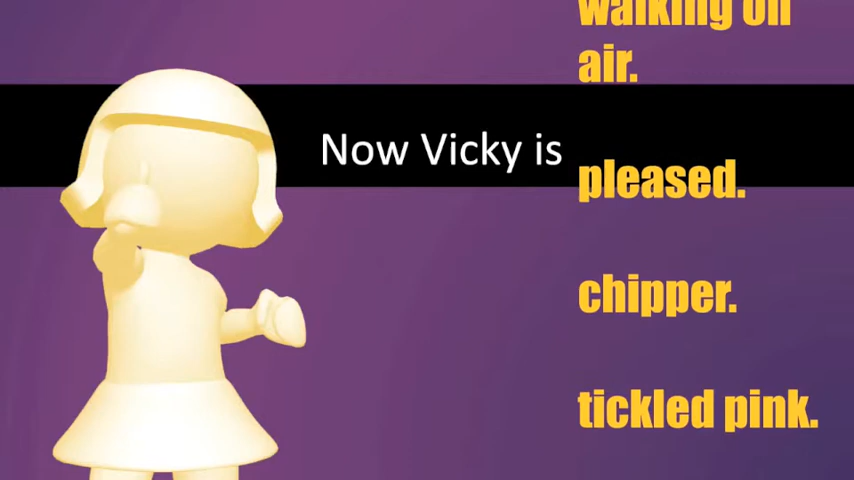 walking on
air.
Now Vicky is
pleased.
chipper.
tickled pink.